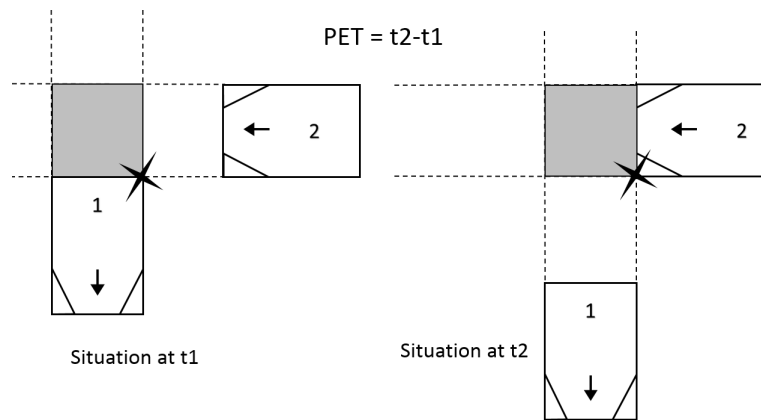 PET = t2-t1
2
1
Situation at t1
2
1
Situation at t2